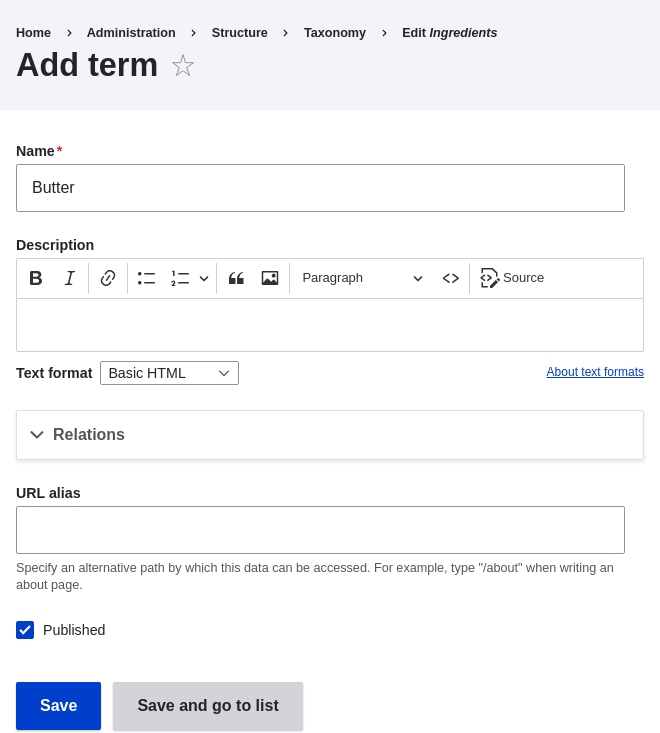 Home > Administration > Structure > Taxonomy > Edit Ingredients
Add term
Name*
Butter
Description
B I Paragraph Source
Text format Basic HTML About text formats
Relations
URL alias
Specify an alternative path by which this data can be accessed. For example, type "/about" when writing an
about page.
Published
Save Save and go to list